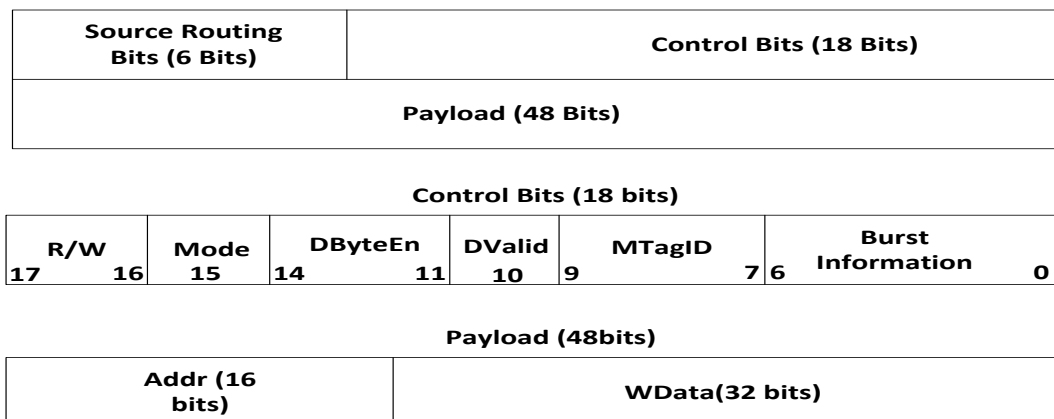 Source Routing
Bits (6 Bits)
Control Bits (18 Bits)
Payload (48 Bits)
Control Bits (18 bits)
R/W
17 16
Mode
15
DByteEn
14 11
DValid
10
MTagID
9 7
Burst
Information
6 0
Payload (48bits)
Addr (16
bits)
WData(32 bits)